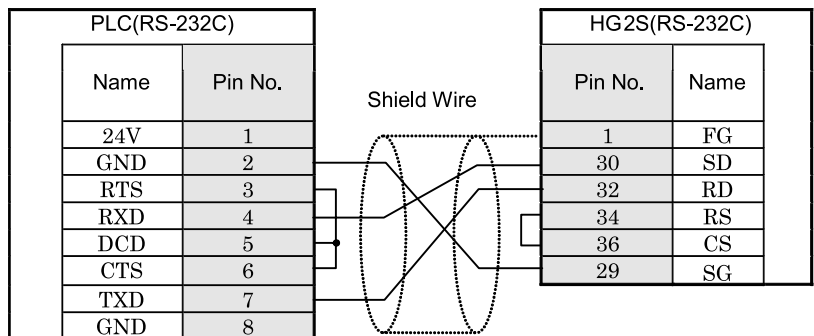 PLC(RS-232C) HG2S(RS-232C)
Name Pin No. Shield Wire Pin No. Name
24V 1 1 FG
GND 2 30 SD
RTS 3 32 RD
RXD 4 34 RS
DCD 5 36 CS
CTS 6 29 SG
TXD 7
GND 8